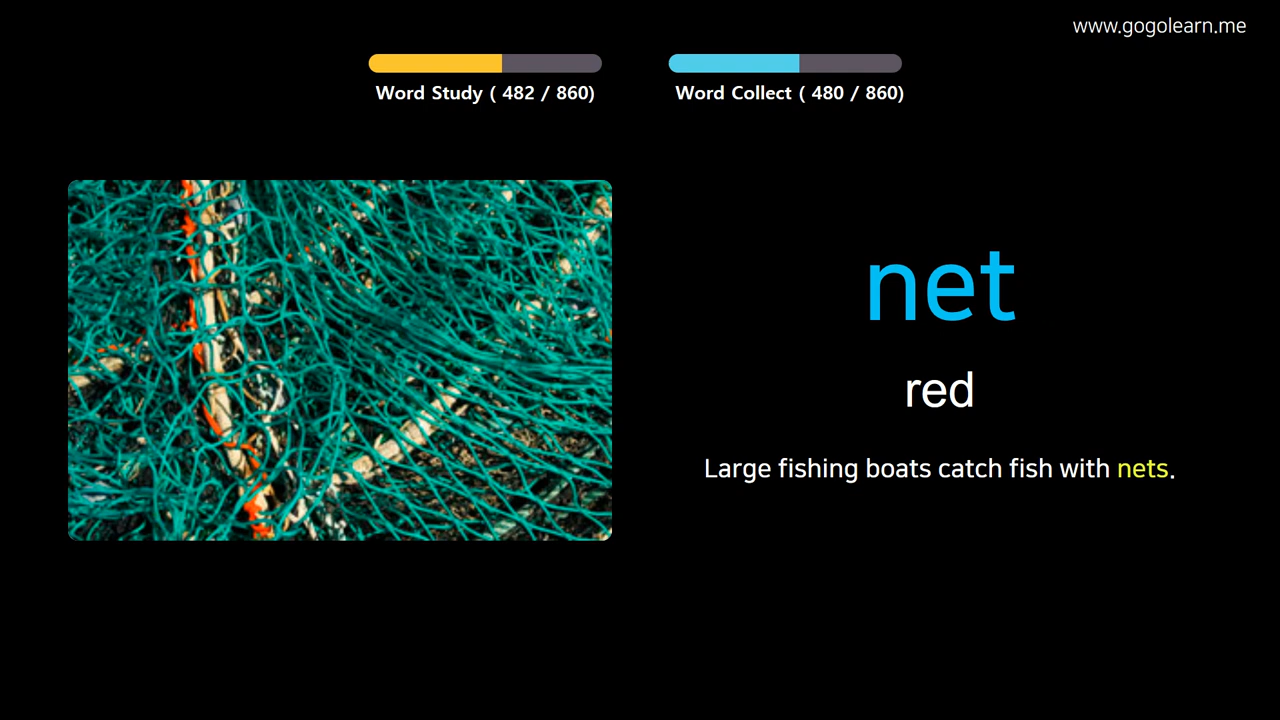 www.gogolearn.me
Word Study ( 482 / 860)
Word Collect ( 480 / 860)
net
red
Large fishing boats catch fish with nets.